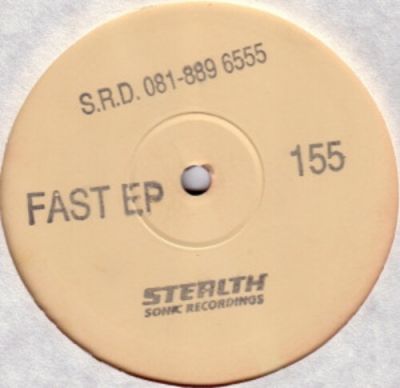 S.R.D. 081-889 6555
FAST EP 155
STEALTH
SONIC RECORDINGS